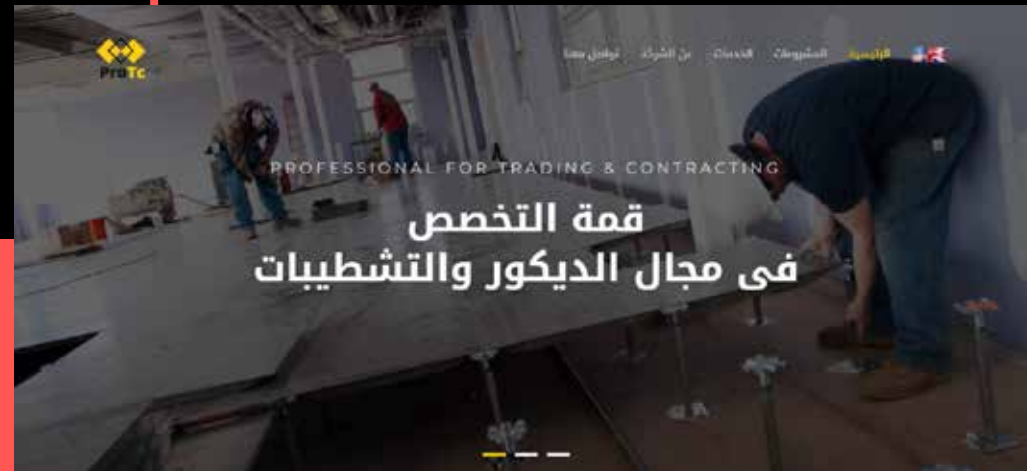 ProTc
الرئيسية المشروعات الخدمات عن الشركة تواصل معنا
PROFESSIONAL FOR TRADING & CONTRACTING
قمة التخصص
فى مجال الديكور والتشطيبات